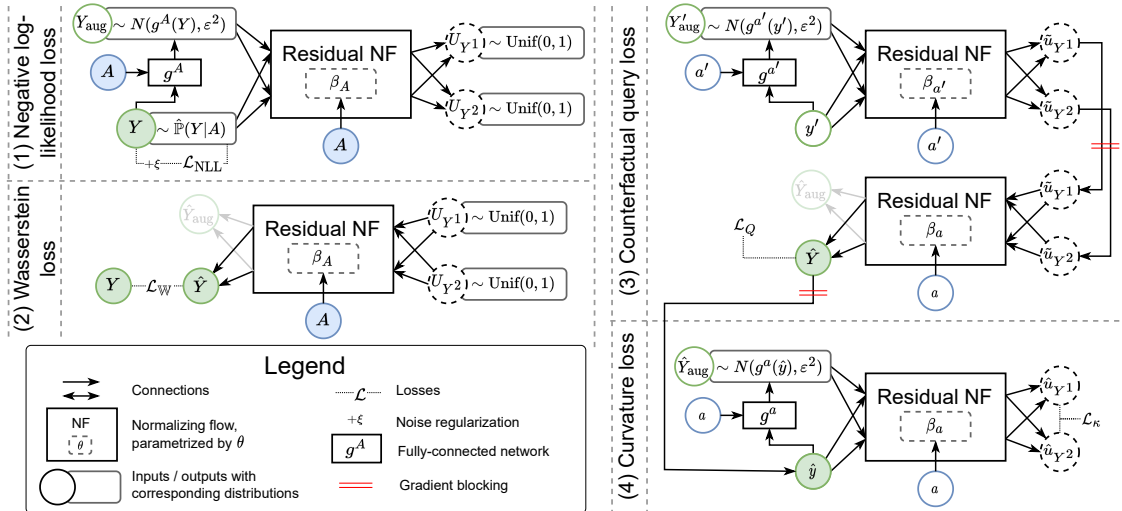 (1) Negative log-
likelihood loss
Y_aug ~ N(g^A(Y), ε²)
A
g^A
Y ~ ℙ̂(Y|A)
+ξ ℒ_NLL
Residual NF
β_A
A
U_Y1 ~ Unif(0, 1)
U_Y2 ~ Unif(0, 1)
(2) Wasserstein
loss
Ŷ_aug
Y ℒ_𝕎 Ŷ
Residual NF
β_A
A
U_Y1 ~ Unif(0, 1)
U_Y2 ~ Unif(0, 1)
Legend
Connections
NF
θ
Normalizing flow,
parametrized by θ
Inputs / outputs with
corresponding distributions
ℒ
Losses
+ξ
Noise regularization
g^A
Fully-connected network
Gradient blocking
(3) Counterfactual query loss
Y'_aug ~ N(g^a'(y'), ε²)
a'
g^a'
y'
Residual NF
β_a'
a'
ũ_Y1
ũ_Y2
Ŷ_aug
ℒ_Q
Ŷ
Residual NF
β_a
a
ũ_Y1
ũ_Y2
(4) Curvature loss
Ŷ_aug ~ N(g^a(ŷ), ε²)
a
g^a
ŷ
Residual NF
β_a
a
û_Y1
û_Y2
ℒ_κ